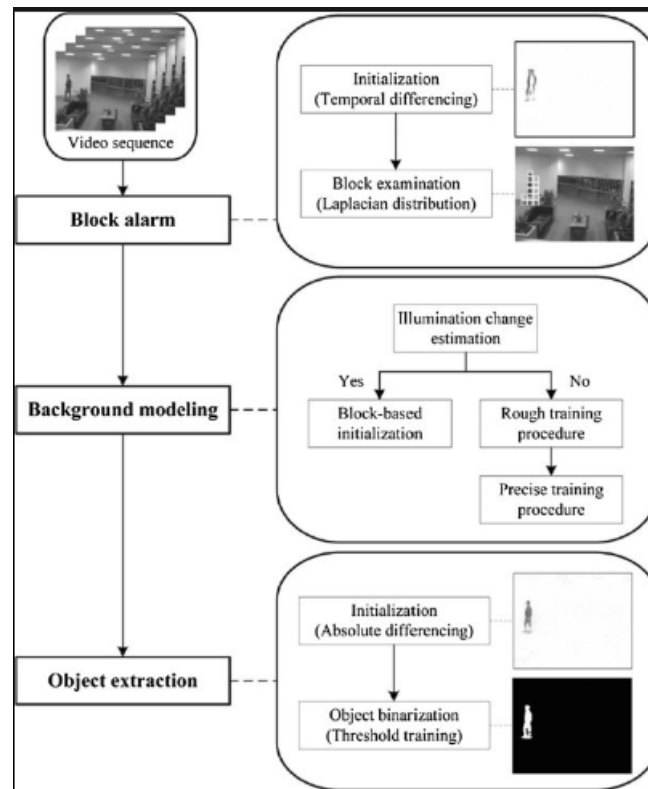 Video sequence
Block alarm
Initialization
(Temporal differencing)
Block examination
(Laplacian distribution)
Background modeling
Illumination change
estimation
Yes
No
Block-based
initialization
Rough training
procedure
Precise training
procedure
Object extraction
Initialization
(Absolute differencing)
Object binarization
(Threshold training)